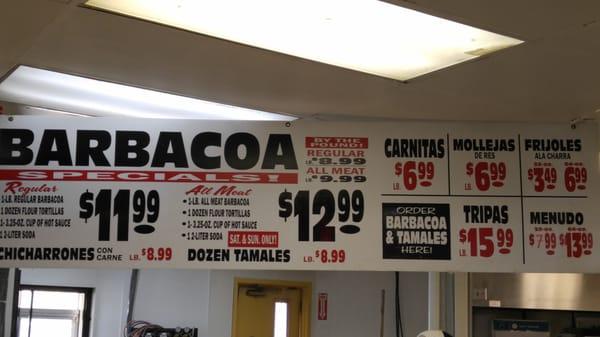 BARBACOA
SPECIALS!
Regular
1-LB. REGULAR BARBACOA
1 DOZEN FLOUR TORTILLAS
1- 3.25-OZ. CUP OF HOT SAUCE
1 2-LITER SODA
$11.99
All Meat
1-LB. ALL MEAT BARBACOA
1 DOZEN FLOUR TORTILLAS
1- 3.25-OZ. CUP OF HOT SAUCE
1 2-LITER SODA
$12.99
SAT. & SUN. ONLY!
BY THE POUND!
REGULAR
LB. $8.99
ALL MEAT
LB. $9.99
CHICHARRONES CON CARNE LB. $8.99
DOZEN TAMALES LB. $8.99
CARNITAS
LB. $6.99
MOLLEJAS
DE RES
LB. $6.99
FRIJOLES
A LA CHARRA
$3.49 6.99
ORDER
BARBACOA
& TAMALES
HERE!
TRIPAS
LB. $15.99
MENUDO
$7.99 $13.99